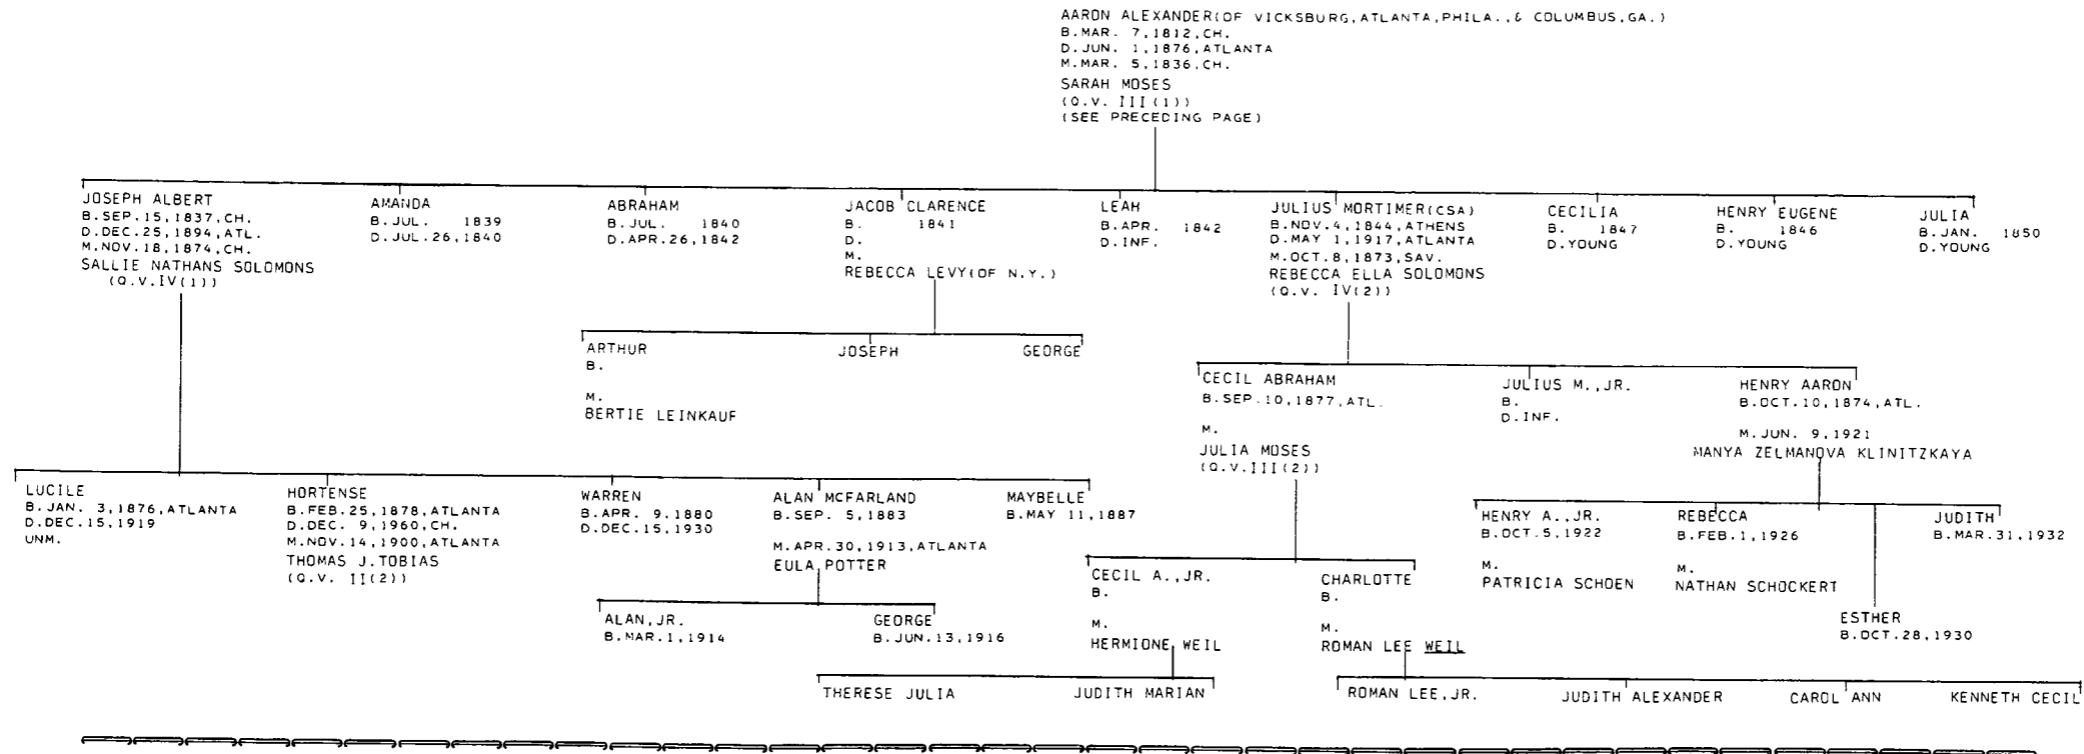 AARON ALEXANDER(OF VICKSBURG,ATLANTA,PHILA.,& COLUMBUS,GA.)
B.MAR. 7,1812,CH.
D.JUN. 1,1876,ATLANTA
M.MAR. 5,1836,CH.
SARAH MOSES
(Q.V. III(1))
(SEE PRECEDING PAGE)
JOSEPH ALBERT
B.SEP.15,1837,CH.
D.DEC.25,1894,ATL.
M.NOV.18,1874,CH.
SALLIE NATHANS SOLOMONS
(Q.V.IV(1))
AMANDA
B.JUL. 1839
D.JUL.26,1840
ABRAHAM
B.JUL. 1840
D.APR.26,1842
JACOB CLARENCE
B. 1841
D.
M.
REBECCA LEVY(OF N.Y.)
LEAH
B.APR. 1842
D.INF.
JULIUS MORTIMER(CSA)
B.NOV.4,1844,ATHENS
D.MAY 1,1917,ATLANTA
M.OCT.8,1873,SAV.
REBECCA ELLA SOLOMONS
(Q.V. IV(2))
CECILIA
B. 1847
D.YOUNG
HENRY EUGENE
B. 1846
D.YOUNG
JULIA
B.JAN. 1850
D.YOUNG
ARTHUR
B.
M.
BERTIE LEINKAUF
JOSEPH
GEORGE
CECIL ABRAHAM
B.SEP.10,1877,ATL.
M.
JULIA MOSES
(Q.V.III(2))
JULIUS M.,JR.
B.
D.INF.
HENRY AARON
B.OCT.10,1874,ATL.
M.JUN. 9,1921
MANYA ZELMANOVA KLINITZKAYA
LUCILE
B.JAN. 3,1876,ATLANTA
D.DEC.15,1919
UNM.
HORTENSE
B.FEB.25,1878,ATLANTA
D.DEC. 9,1960,CH.
M.NOV.14,1900,ATLANTA
THOMAS J.TOBIAS
(Q.V. II(2))
WARREN
B.APR. 9.1880
D.DEC.15,1930
ALAN MCFARLAND
B.SEP. 5,1883
M.APR.30,1913,ATLANTA
EULA POTTER
MAYBELLE
B.MAY 11,1887
HENRY A.,JR.
B.OCT.5,1922
M.
PATRICIA SCHOEN
REBECCA
B.FEB.1,1926
M.
NATHAN SCHOCKERT
JUDITH
B.MAR.31,1932
ESTHER
B.OCT.28,1930
CECIL A.,JR.
B.
M.
HERMIONE WEIL
CHARLOTTE
B.
M.
ROMAN LEE WEIL
ALAN,JR.
B.MAR.1,1914
GEORGE
B.JUN.13,1916
THERESE JULIA
JUDITH MARIAN
ROMAN LEE,JR.
JUDITH ALEXANDER
CAROL ANN
KENNETH CECIL